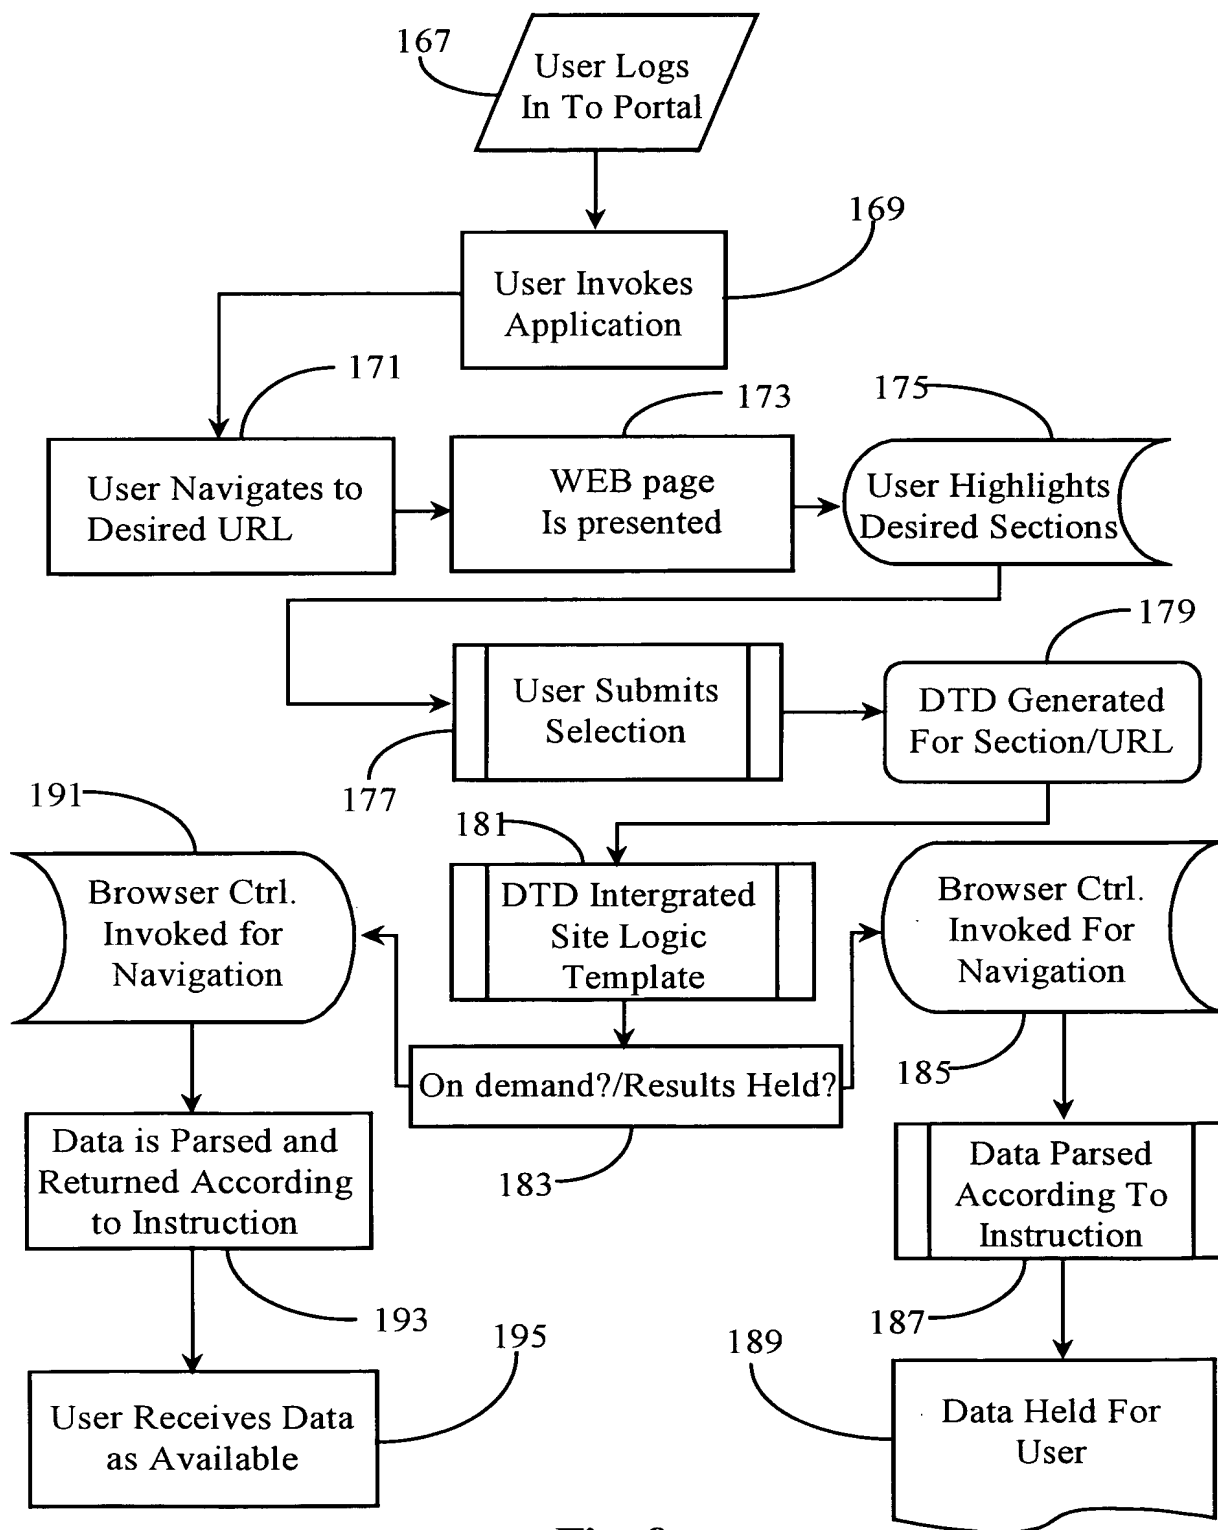 167
User Logs
In To Portal
169
User Invokes
Application
171
173
175
User Navigates to
Desired URL
WEB page
Is presented
User Highlights
Desired Sections
179
User Submits
Selection
DTD Generated
For Section/URL
177
191
181
Browser Ctrl.
Invoked for
Navigation
DTD Intergrated
Site Logic
Template
Browser Ctrl.
Invoked For
Navigation
On demand?/Results Held?
185
183
Data is Parsed and
Returned According
to Instruction
Data Parsed
According To
Instruction
193
187
195
189
User Receives Data
as Available
Data Held For
User